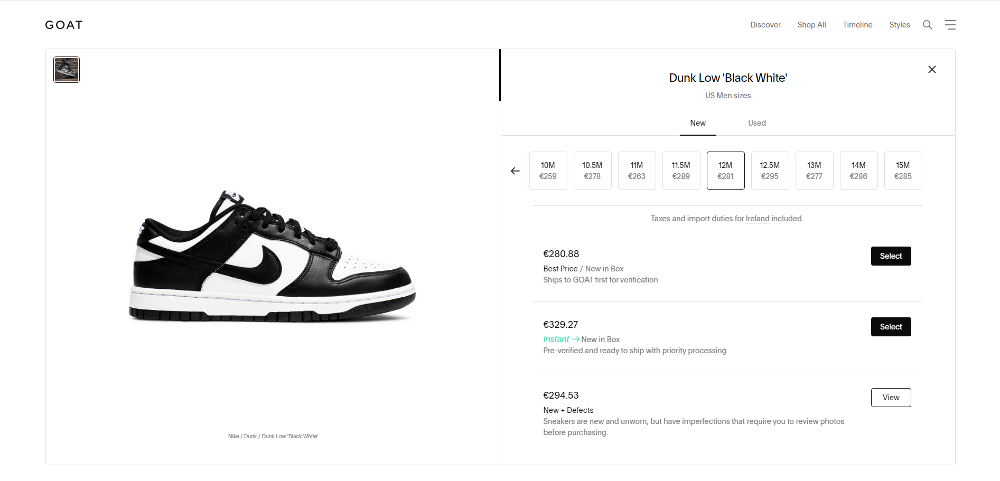 GOAT
Discover
Shop All
Timeline
Styles
Dunk Low 'Black White'
US Men sizes
New
Used
10M
€259
10.5M
€278
11M
€263
11.5M
€289
12M
€281
12.5M
€295
13M
€277
14M
€286
15M
€285
Taxes and import duties for Ireland included.
€280.88
Select
Best Price / New in Box
Ships to GOAT first for verification
€329.27
Select
Instant → New in Box
Pre-verified and ready to ship with priority processing
€294.53
View
New + Defects
Sneakers are new and unworn, but have imperfections that require you to review photos
before purchasing.
Nike / Dunk / Dunk Low 'Black White'